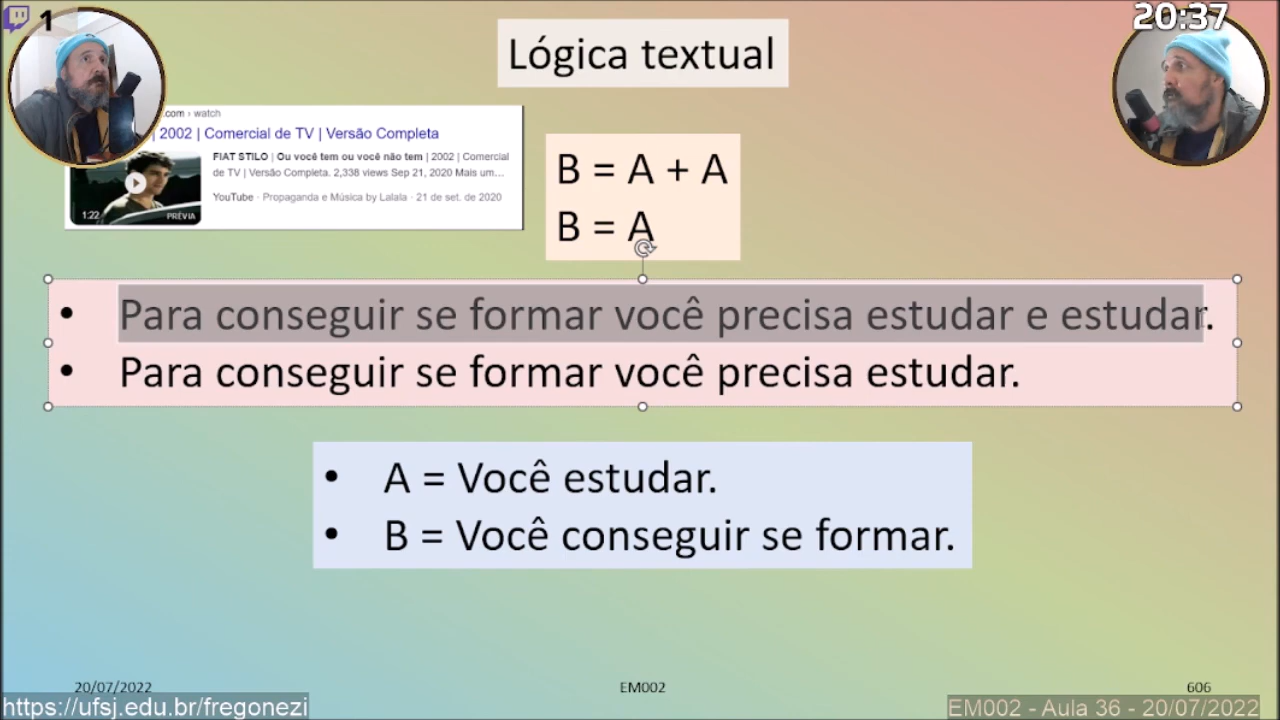 1
20:37
Lógica textual
.com › watch
| 2002 | Comercial de TV | Versão Completa
FIAT STILO | Ou você tem ou você não tem | 2002 | Comercial
de TV | Versão Completa. 2,338 views Sep 21, 2020 Mais um...
YouTube · Propaganda e Música by Lalala · 21 de set. de 2020
1:22
PRÉVIA
B = A + A
B = A
• Para conseguir se formar você precisa estudar e estudar.
• Para conseguir se formar você precisa estudar.
• A = Você estudar.
• B = Você conseguir se formar.
20/07/2022
EM002
606
https://ufsj.edu.br/fregonezi
EM002 - Aula 36 - 20/07/2022